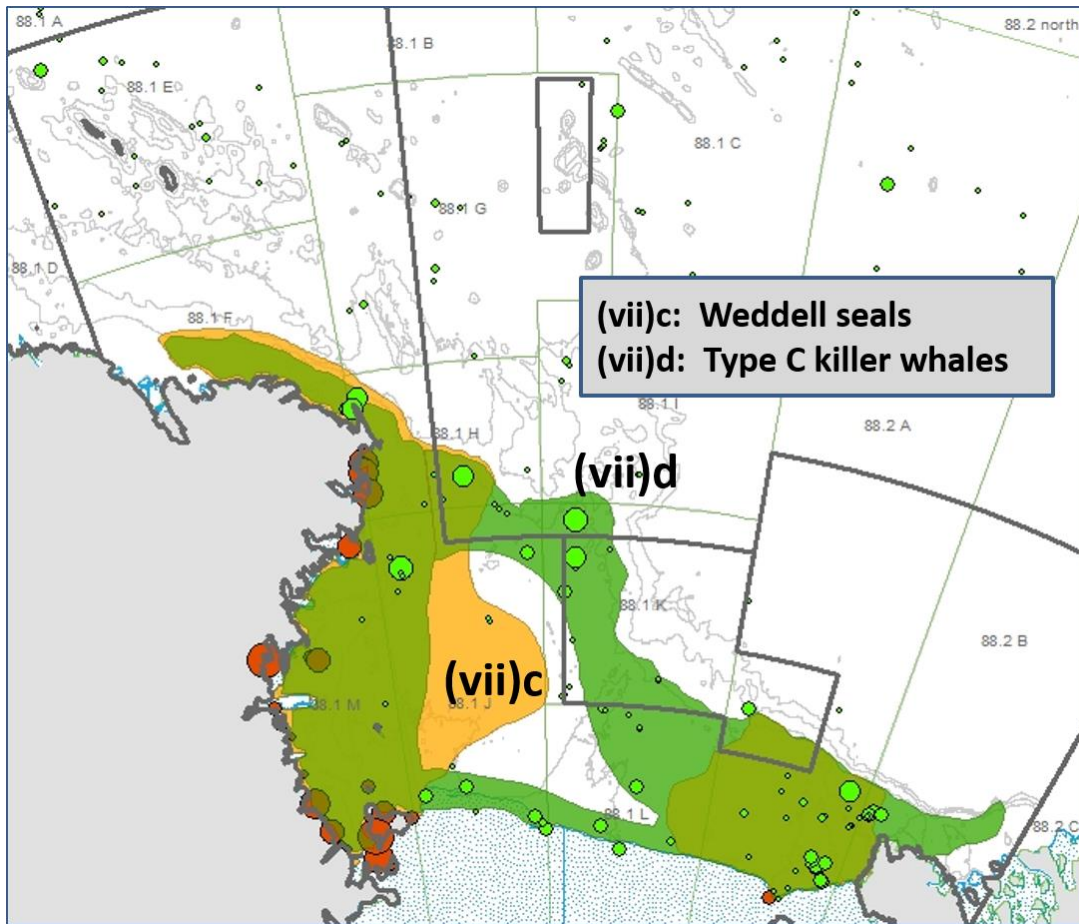 88.1 A
88.1 B
88.2 north
88.1 E
88.1 C
88.1 G
88.1 D
(vii)c: Weddell seals
(vii)d: Type C killer whales
88.1 F
88.1 I
88.2 A
88.1 H
(vii)d
88.1 K
88.2 B
(vii)c
88.1 M
88.1 J
88.1 L
88.2 C